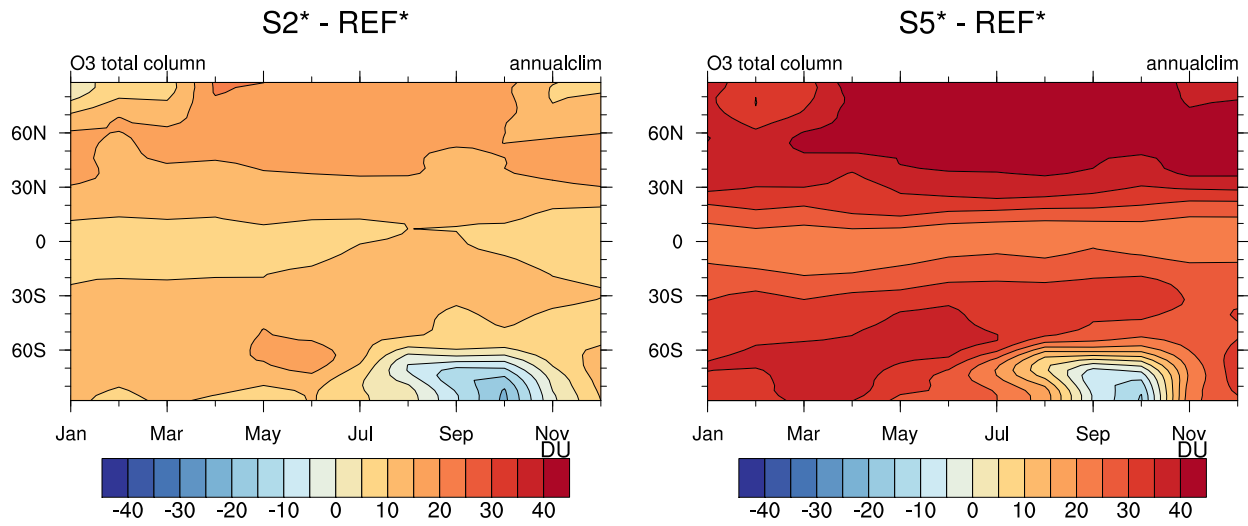 S2* - REF*
O3 total column annualclim
60N
30N
0
30S
60S
Jan Mar May Jul Sep Nov
DU
-40 -30 -20 -10 0 10 20 30 40
S5* - REF*
O3 total column annualclim
60N
30N
0
30S
60S
Jan Mar May Jul Sep Nov
DU
-40 -30 -20 -10 0 10 20 30 40